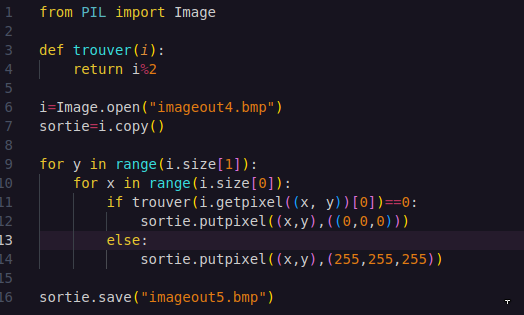 1 from PIL import Image
2
3 def trouver(i):
4     return i%2
5
6 i=Image.open("imageout4.bmp")
7 sortie=i.copy()
8
9 for y in range(i.size[1]):
10     for x in range(i.size[0]):
11         if trouver(i.getpixel((x, y))[0])==0:
12             sortie.putpixel((x,y),((0,0,0)))
13         else:
14             sortie.putpixel((x,y),(255,255,255))
15
16 sortie.save("imageout5.bmp")